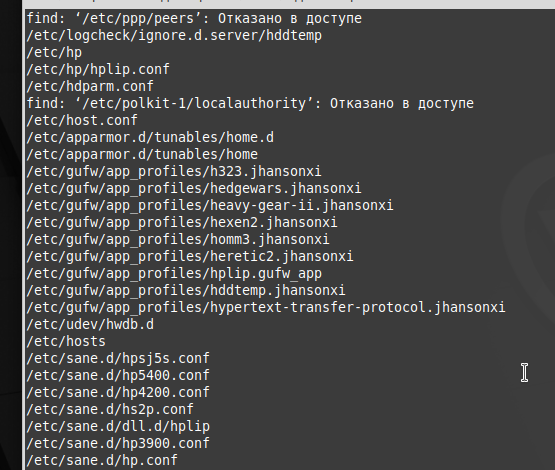 find: ‘/etc/ppp/peers’: Отказано в доступе
/etc/logcheck/ignore.d.server/hddtemp
/etc/hp
/etc/hp/hplip.conf
/etc/hdparm.conf
find: ‘/etc/polkit-1/localauthority’: Отказано в доступе
/etc/host.conf
/etc/apparmor.d/tunables/home.d
/etc/apparmor.d/tunables/home
/etc/gufw/app_profiles/h323.jhansonxi
/etc/gufw/app_profiles/hedgewars.jhansonxi
/etc/gufw/app_profiles/heavy-gear-ii.jhansonxi
/etc/gufw/app_profiles/hexen2.jhansonxi
/etc/gufw/app_profiles/homm3.jhansonxi
/etc/gufw/app_profiles/heretic2.jhansonxi
/etc/gufw/app_profiles/hplip.gufw_app
/etc/gufw/app_profiles/hddtemp.jhansonxi
/etc/gufw/app_profiles/hypertext-transfer-protocol.jhansonxi
/etc/udev/hwdb.d
/etc/hosts
/etc/sane.d/hpsj5s.conf
/etc/sane.d/hp5400.conf
/etc/sane.d/hp4200.conf
/etc/sane.d/hs2p.conf
/etc/sane.d/dll.d/hplip
/etc/sane.d/hp3900.conf
/etc/sane.d/hp.conf